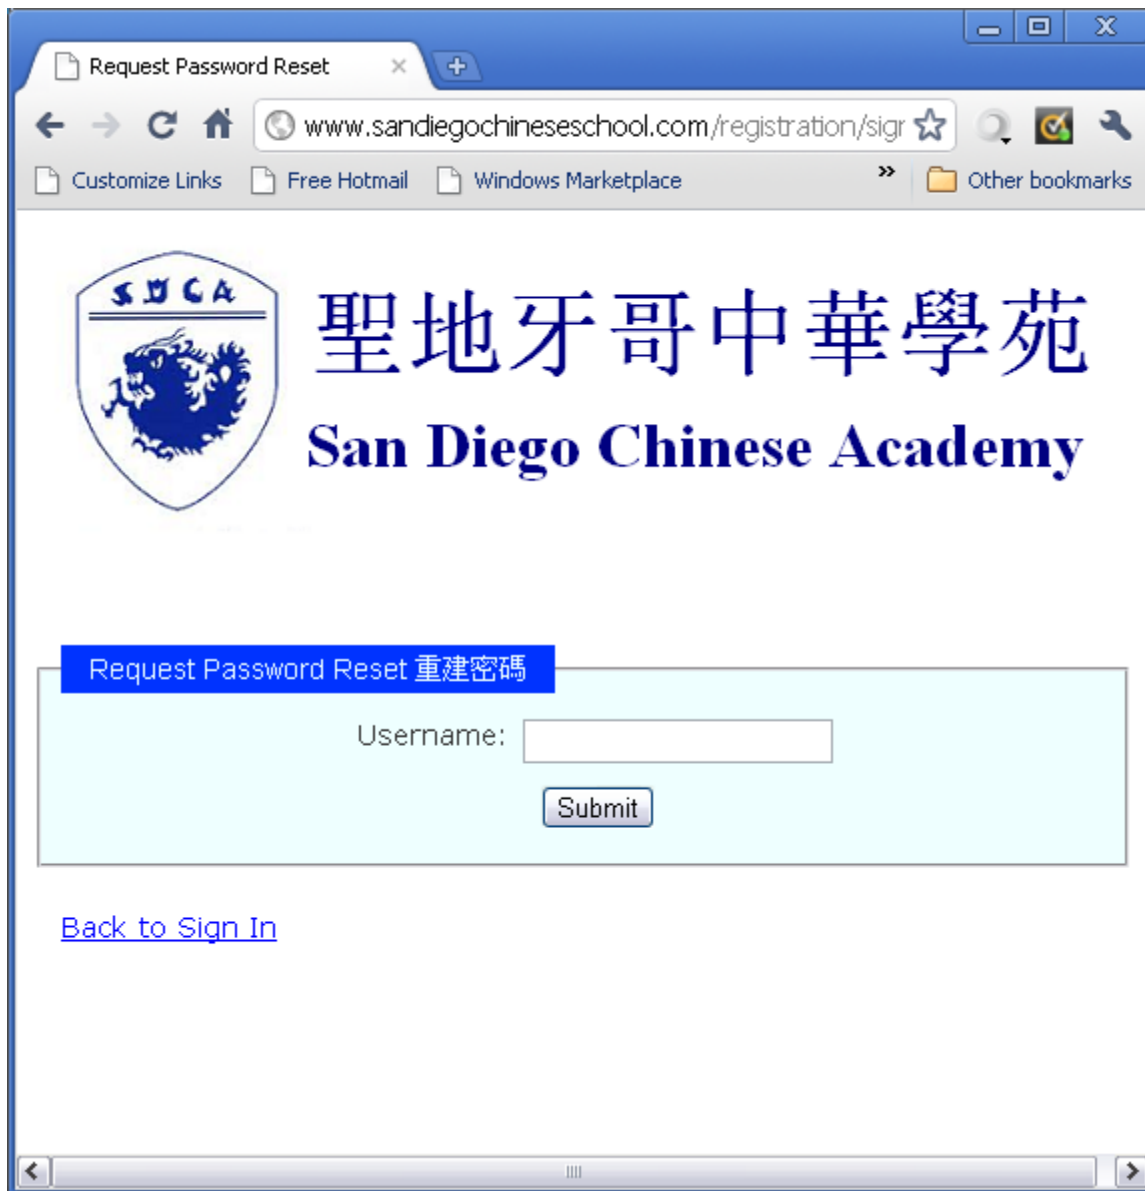 Request Password Reset
www.sandiegochineseschool.com/registration/sigr
Customize Links Free Hotmail Windows Marketplace » Other bookmarks
SDCA
聖地牙哥中華學苑
San Diego Chinese Academy
Request Password Reset 重建密碼
Username:
Submit
Back to Sign In